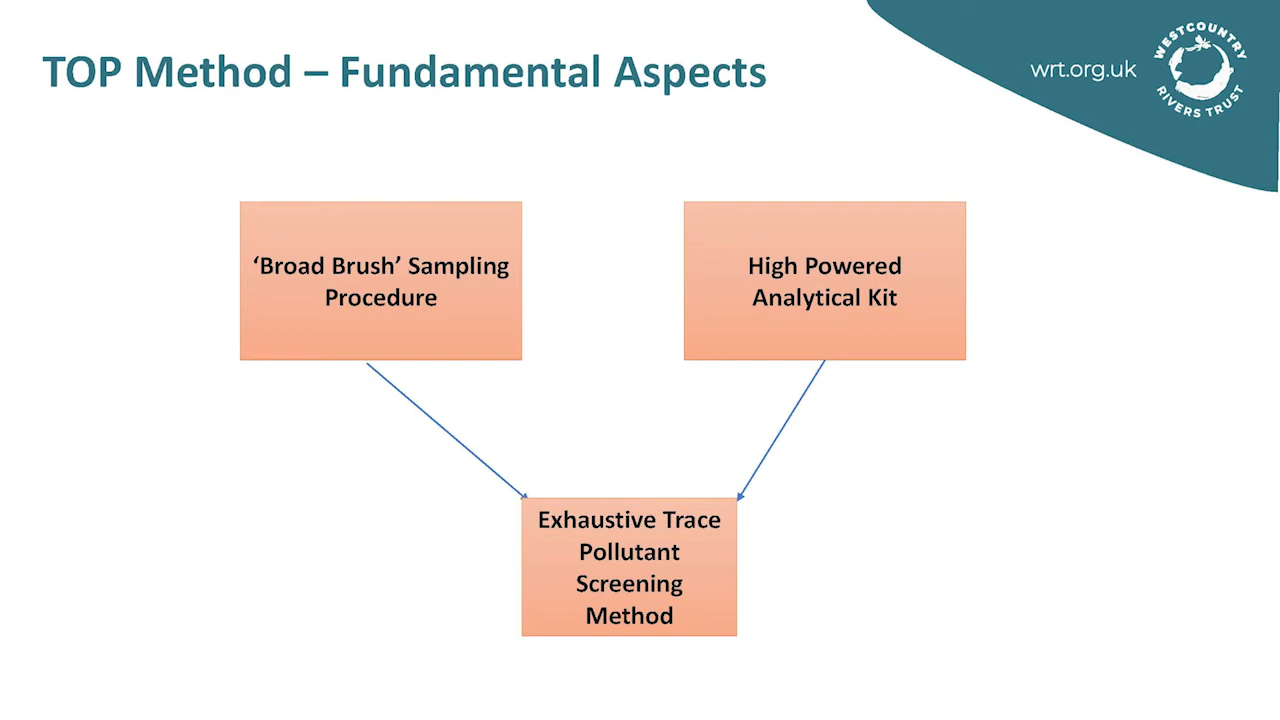 TOP Method – Fundamental Aspects
wrt.org.uk
WESTCOUNTRY
RIVERS TRUST
‘Broad Brush’ Sampling
Procedure
High Powered
Analytical Kit
Exhaustive Trace
Pollutant
Screening
Method